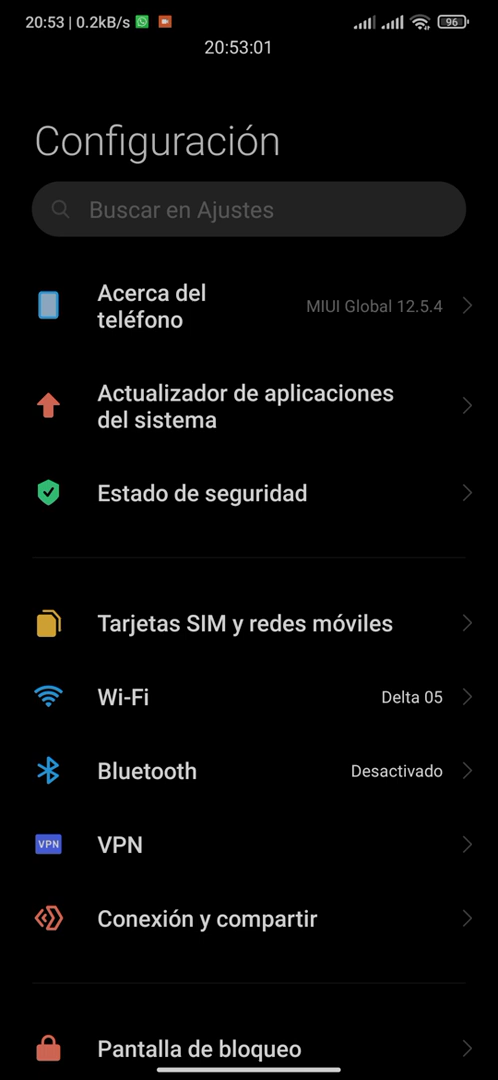 20:53 | 0.2kB/s 96
20:53:01
Configuración
Buscar en Ajustes
Acerca del
teléfono
MIUI Global 12.5.4
Actualizador de aplicaciones
del sistema
Estado de seguridad
Tarjetas SIM y redes móviles
Wi-Fi Delta 05
Bluetooth Desactivado
VPN VPN
Conexión y compartir
Pantalla de bloqueo